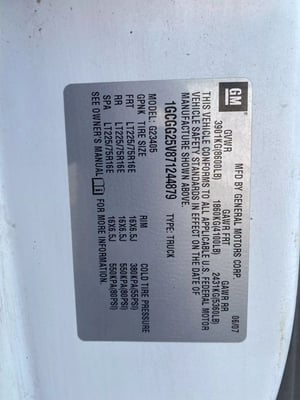 GM
MFD BY GENERAL MOTORS CORP. 06/07
GVWR GAWR FRT GAWR RR
3901KG(8600LB) 1860KG(4100LB) 2431KG(5360LB)
THIS VEHICLE CONFORMS TO ALL APPLICABLE U.S. FEDERAL MOTOR
VEHICLE SAFETY STANDARDS IN EFFECT ON THE DATE OF
MANUFACTURE SHOWN ABOVE.
1GCGG25V871244879 TYPE: TRUCK
MODEL: G23405
GPNK TIRE SIZE RIM COLD TIRE PRESSURE
FRT LT225/75R16E 16X6.5J 380KPA(55PSI)
RR LT225/75R16E 16X6.5J 550KPA(80PSI)
SPA LT225/75R16E 16X6.5J 550KPA(80PSI)
SEE OWNER'S MANUAL FOR MORE INFORMATION.